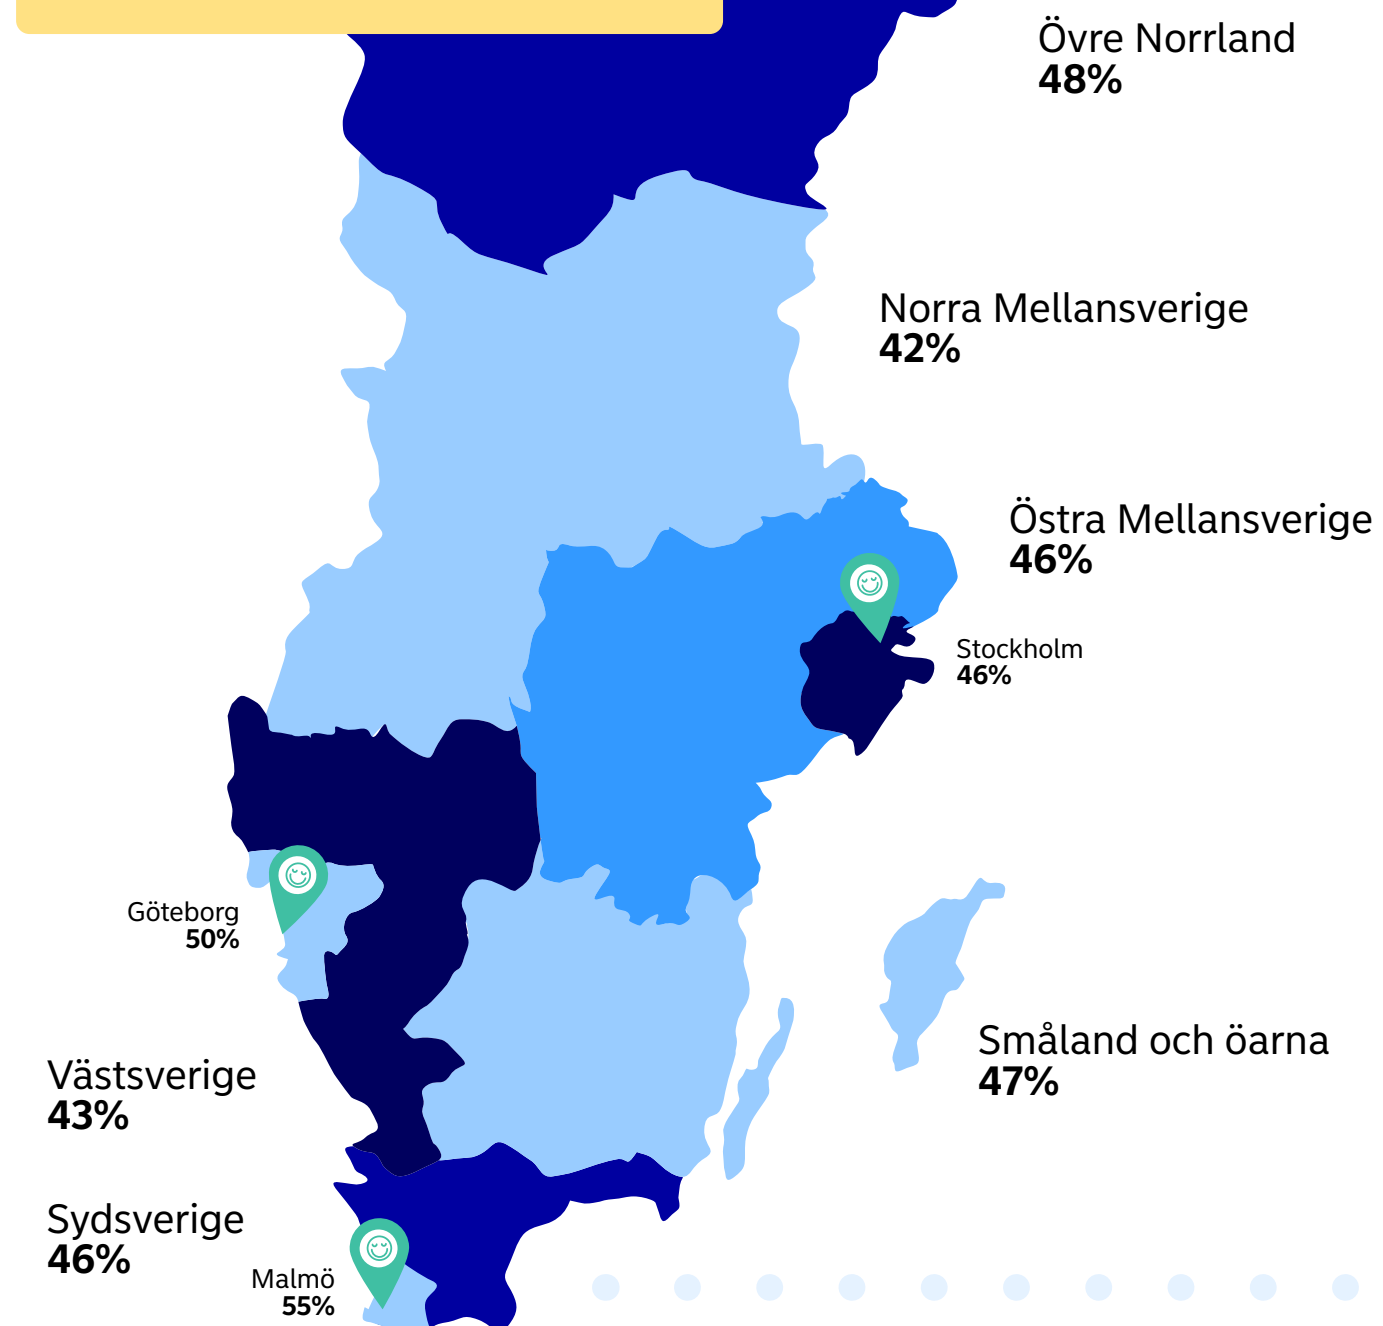 Övre Norrland
48%
Norra Mellansverige
42%
Östra Mellansverige
46%
Stockholm
46%
Göteborg
50%
Småland och öarna
47%
Västsverige
43%
Sydsverige
46%
Malmö
55%